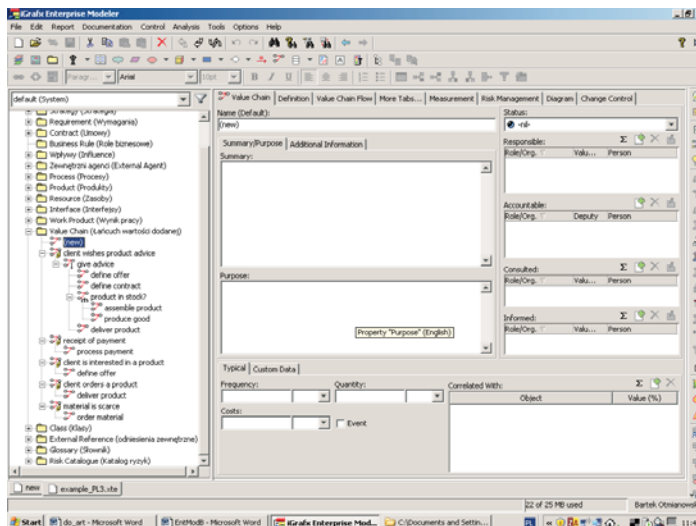 iGrafx Enterprise Modeler
File Edit Report Documentation Control Analysis Tools Options Help
Paragr... Arial 10pt B I U
default (System)
Strategy (Strategia)
Requirement (Wymagania)
Contract (Umowy)
Business Rule (Role biznesowe)
Wpływy (Influence)
Zewnętrzni agenci (External Agent)
Process (Procesy)
Product (Produkty)
Resource (Zasoby)
Interface (Interfejsy)
Work Product (Wynik pracy)
Value Chain (Łańcuch wartości dodanej)
(new)
client wishes product advice
give advice
define offer
define contract
product in stock?
assemble product
produce good
deliver product
receipt of payment
process payment
client is interested in a product
define offer
client orders a product
deliver product
material is scarce
order material
Class (Klasy)
External Reference (odniesienia zewnętrzne)
Glossary (Słownik)
Risk Catalogue (Katalog ryzyk)
Value Chain Definition Value Chain Flow More Tabs... Measurement Risk Management Diagram Change Control
Name (Default):
(new)
Summary/Purpose Additional Information
Summary:
Purpose:
Property "Purpose" (English)
Typical Custom Data
Frequency: Quantity:
Costs:
Event
Correlated With: Σ
Object Value (%)
Status:
-nil-
Responsible: Σ
Role/Org. Valu... Person
Accountable:
Role/Org. Deputy Person
Consulted: Σ
Role/Org. Valu... Person
Informed: Σ
Role/Org. Valu... Person
new example_PL3.xte
22 of 25 MB used Bartek Otmianows
Start do_art - Microsoft Word EntModB - Microsoft Word iGrafx Enterprise Mod... C:\Documents and Settin...